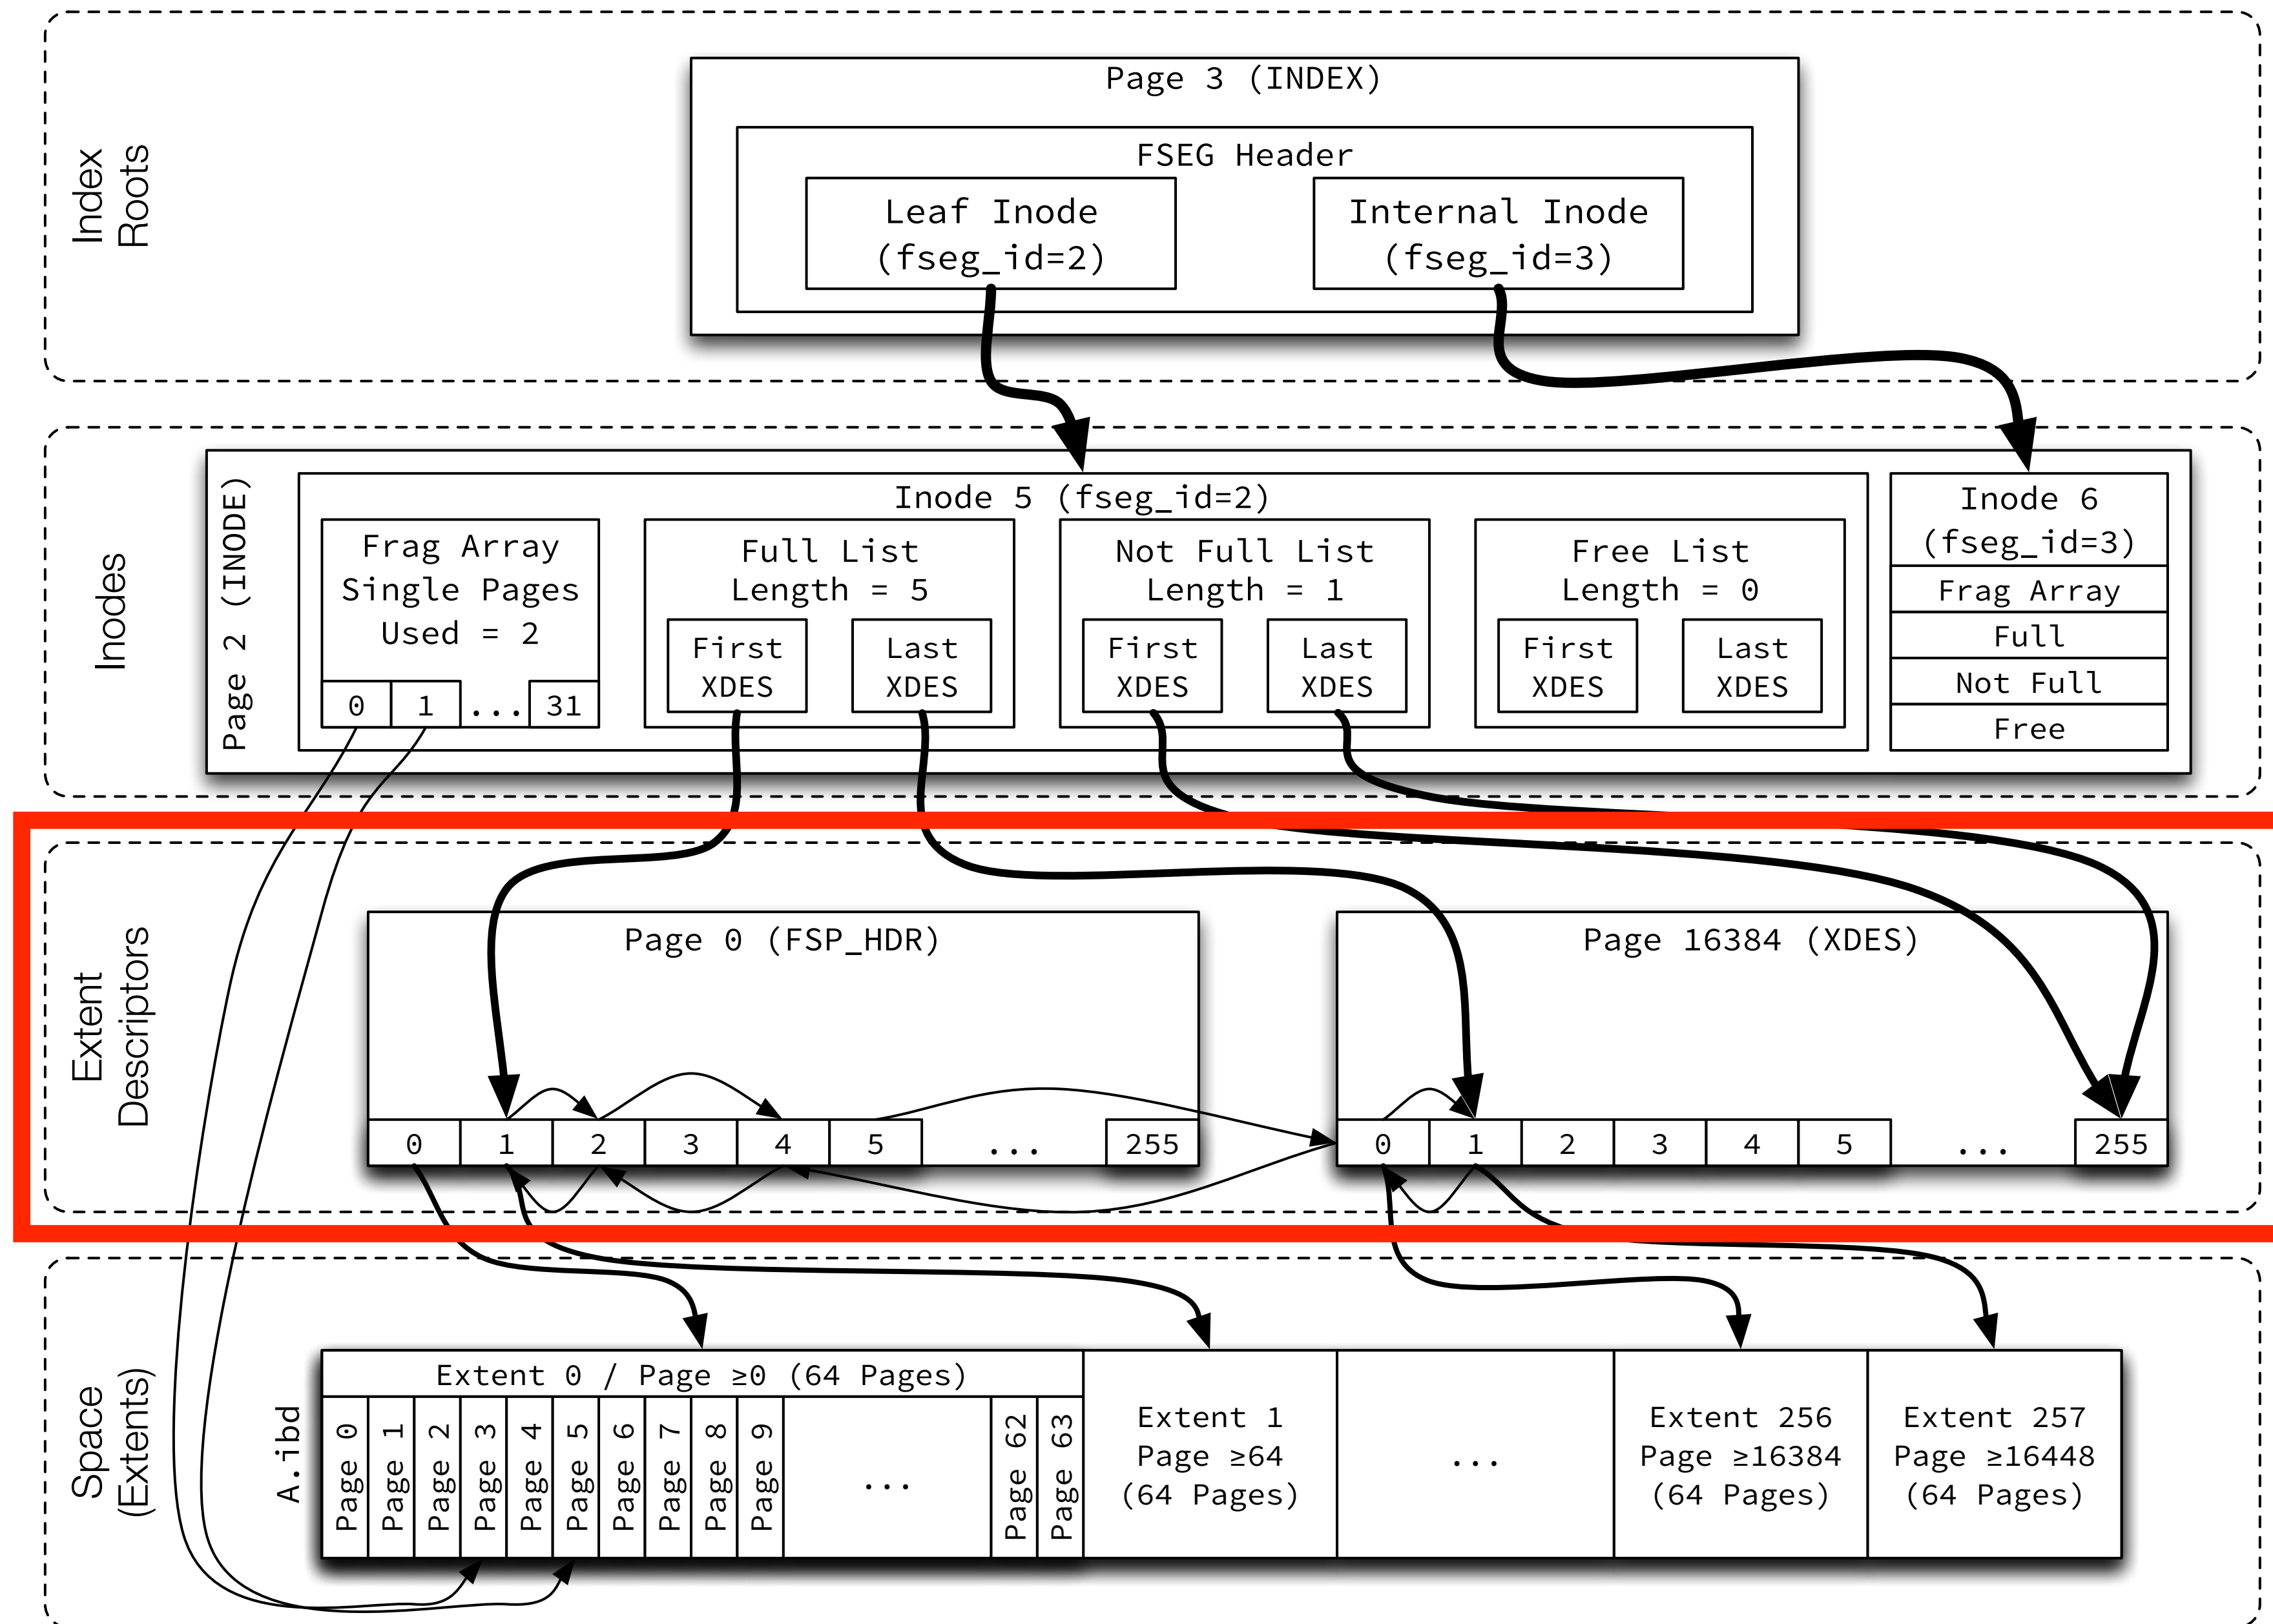 Index
Roots
Page 3 (INDEX)
FSEG Header
Leaf Inode
(fseg_id=2)
Internal Inode
(fseg_id=3)
Inodes
Page 2 (INODE)
Inode 5 (fseg_id=2)
Frag Array
Single Pages
Used = 2
0
1
...
31
Full List
Length = 5
First
XDES
Last
XDES
Not Full List
Length = 1
First
XDES
Last
XDES
Free List
Length = 0
First
XDES
Last
XDES
Inode 6
(fseg_id=3)
Frag Array
Full
Not Full
Free
Extent
Descriptors
Page 0 (FSP_HDR)
0
1
2
3
4
5
...
255
Page 16384 (XDES)
0
1
2
3
4
5
...
255
Space
(Extents)
A.ibd
Extent 0 / Page ≥0 (64 Pages)
Page 0
Page 1
Page 2
Page 3
Page 4
Page 5
Page 6
Page 7
Page 8
Page 9
...
Page 62
Page 63
Extent 1
Page ≥64
(64 Pages)
...
Extent 256
Page ≥16384
(64 Pages)
Extent 257
Page ≥16448
(64 Pages)